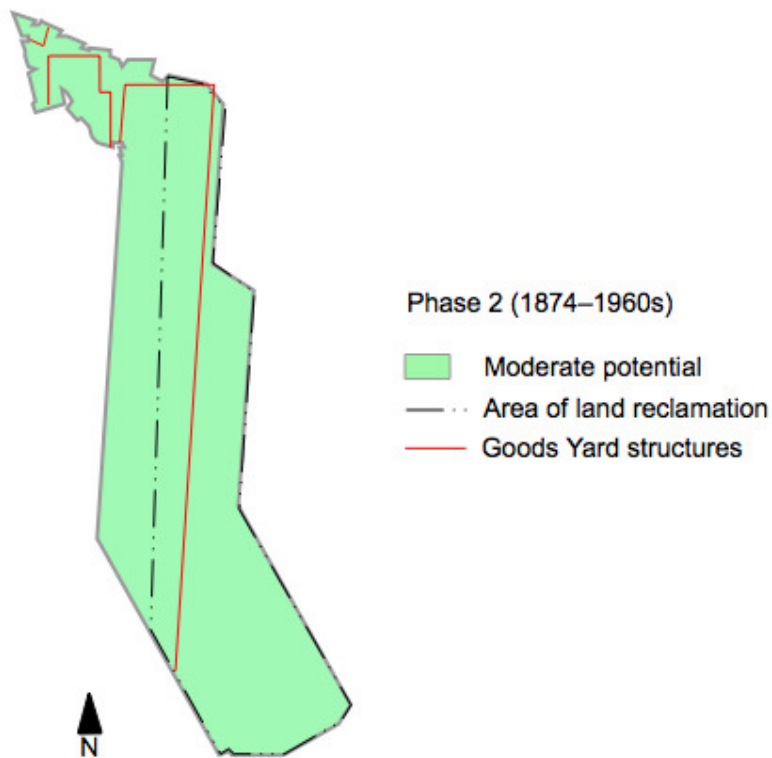 Phase 2 (1874–1960s)
Moderate potential
Area of land reclamation
Goods Yard structures
N